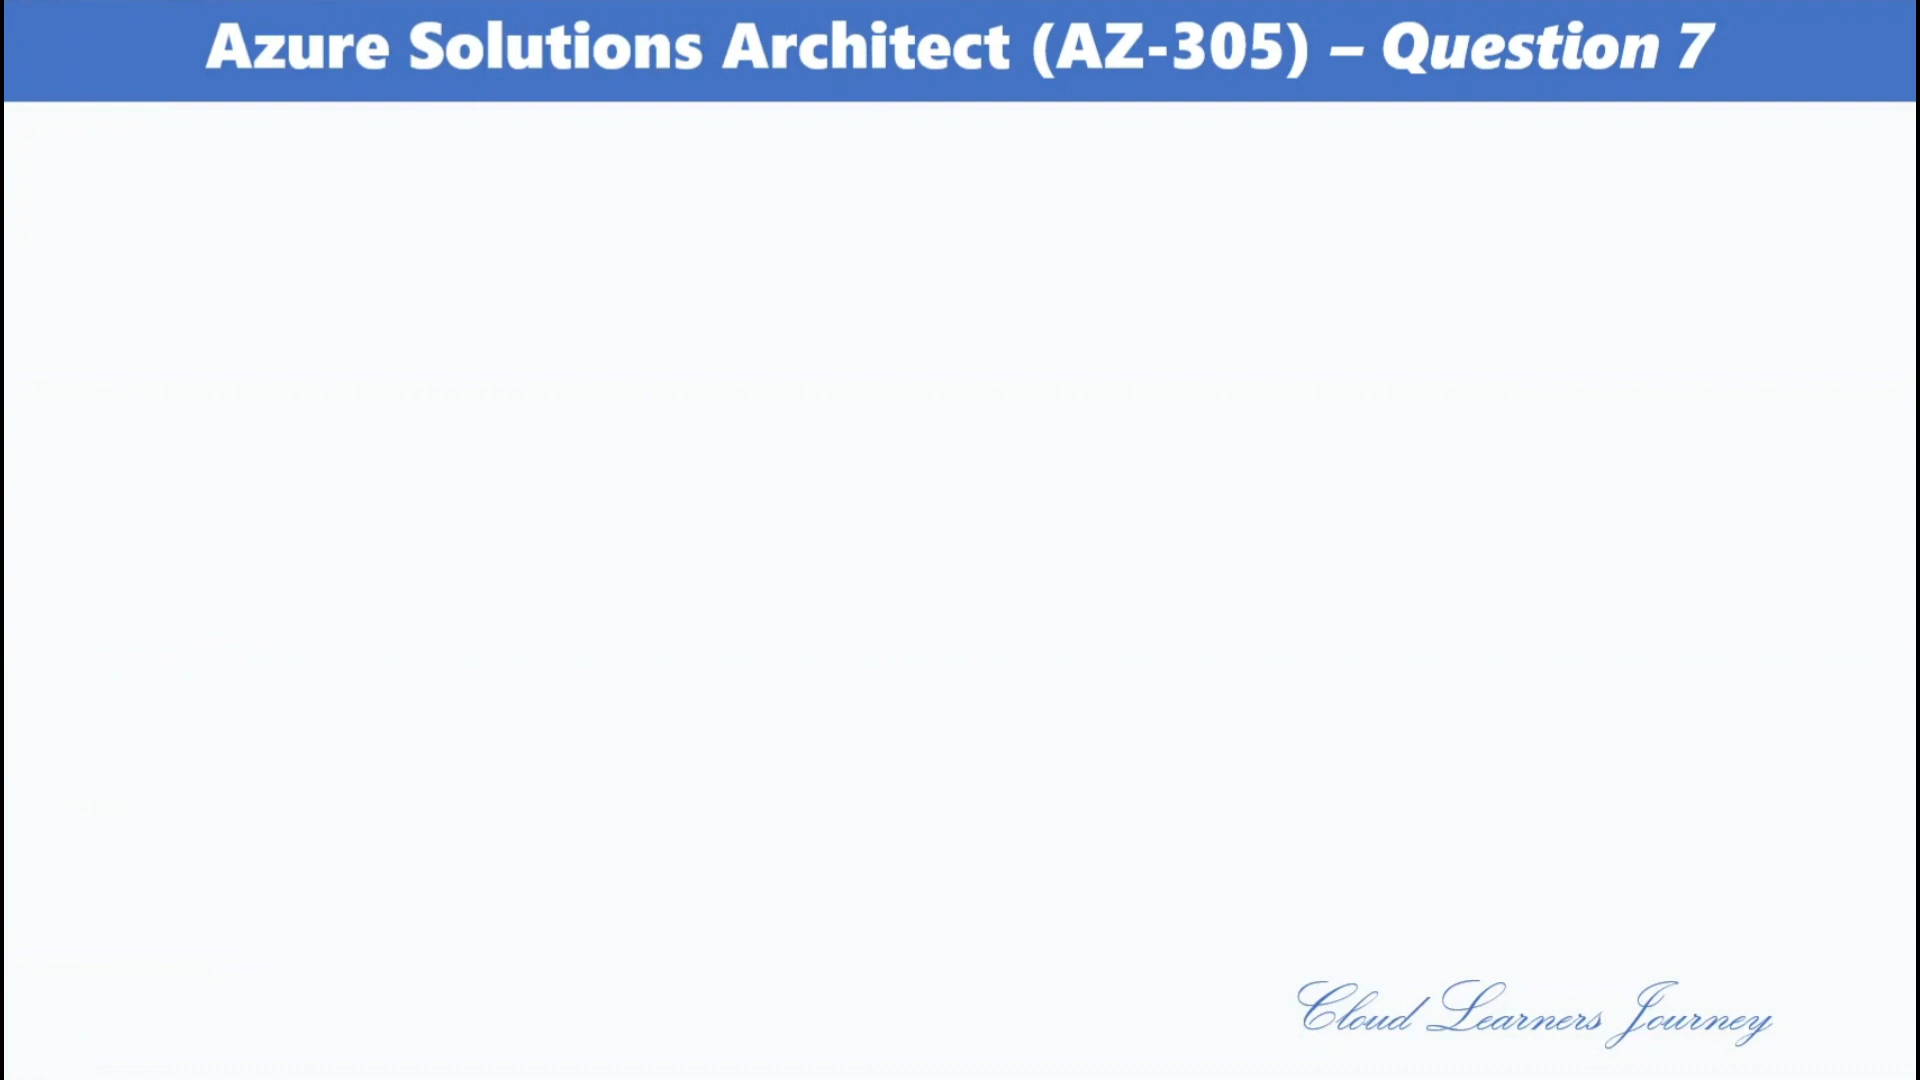 Azure Solutions Architect (AZ-305) – Question 7
Cloud Learners Journey